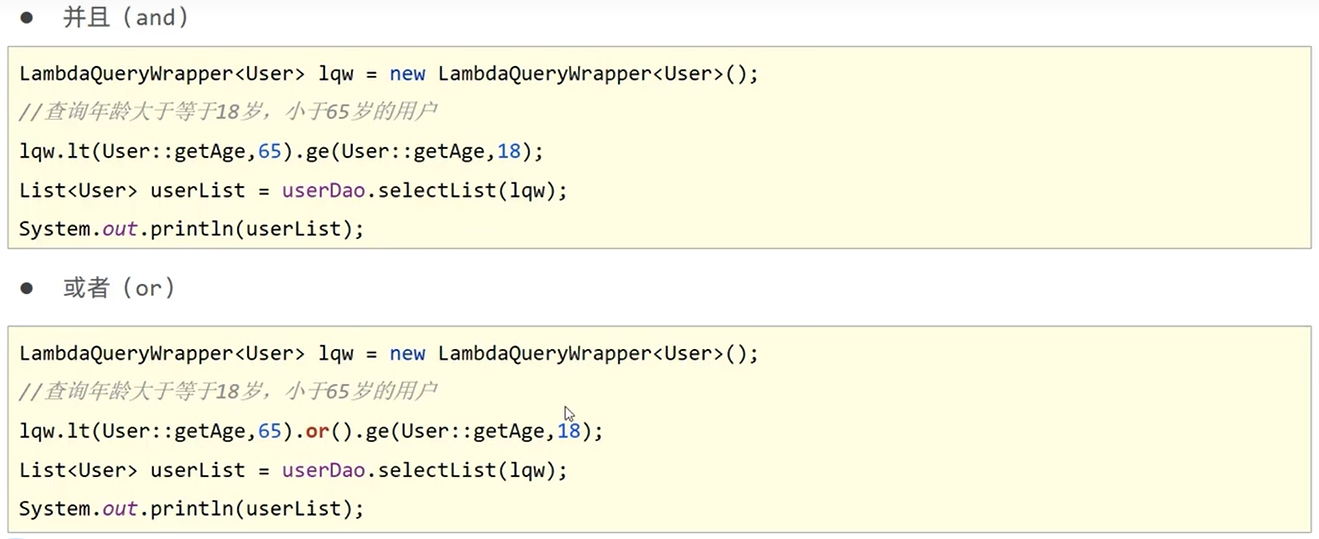 ● 并且（and）
LambdaQueryWrapper<User> lqw = new LambdaQueryWrapper<User>();
//查询年龄大于等于18岁，小于65岁的用户
lqw.lt(User::getAge,65).ge(User::getAge,18);
List<User> userList = userDao.selectList(lqw);
System.out.println(userList);
● 或者（or）
LambdaQueryWrapper<User> lqw = new LambdaQueryWrapper<User>();
//查询年龄大于等于18岁，小于65岁的用户
lqw.lt(User::getAge,65).or().ge(User::getAge,18);
List<User> userList = userDao.selectList(lqw);
System.out.println(userList);